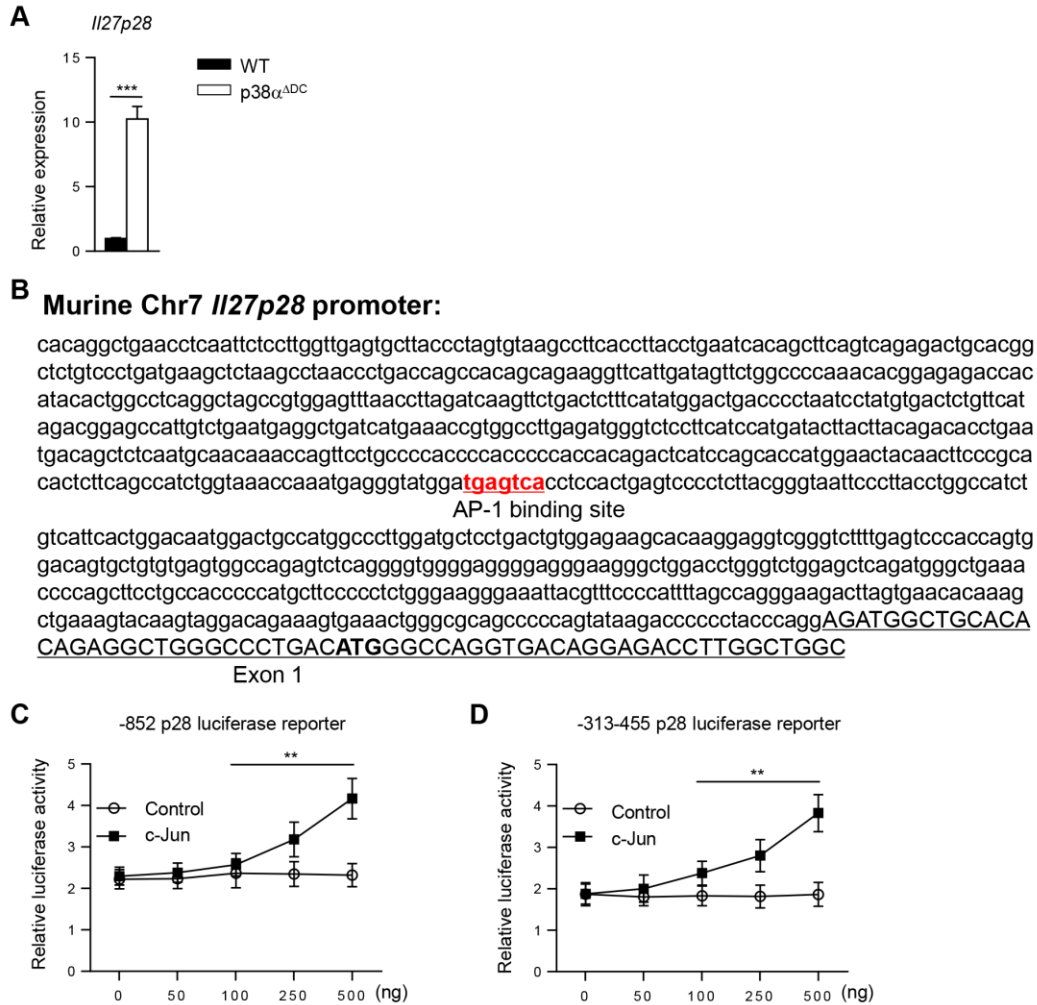 A
Il27p28
15
10
5
0
Relative expression
***
WT
p38αΔDC
B
Murine Chr7 Il27p28 promoter:
cacaggctgaacctcaattctccttggttgagtgcttaccctagtgtaagccttcaccttacctgaatcacagcttcagtcagagactgcacgg
ctctgtccctgatgaagctctaagcctaaccctgaccagccacagcagaaggttcattgatagttctggccccaaacacggagagaccac
atacactggcctcaggctagccgtggagtttaaccttagatcaagttctgactctttcatatggactgacccctaatcctatgtgactctgttcat
agacggagccattgtctgaatgaggctgatcatgaaaccgtggccttgagatgggtctccttcatccatgatacttacttacagacacctgaa
tgacagctctcaatgcaacaaaccagttcctgccccaccccaccccccaccacagactcatccagcaccatggaactacaacttcccgca
cactcttcagccatctggtaaaccaaatgagggtatggatgagtcacctccactgagtcccctcttacgggtaattcccttacctggccatct
AP-1 binding site
gtcattcactggacaatggactgccatggcccttggatgctcctgactgtggagaagcacaaggaggtcgggtcttttgagtcccaccagtg
gacagtgctgtgtgagtggccagagtctcaggggtggggaggggagggaagggctggacctgggtctggagctcagatgggctgaaa
ccccagcttcctgccacccccatgcttccccctctgggaagggaaattacgtttccccattttagccagggaagacttagtgaacacaaag
ctgaaagtacaagtaggacagaaagtgaaactgggcgcagcccccagtataagacccccctacccaggAGATGGCTGCACA
CAGAGGCTGGGCCCTGACATGGGCCAGGTGACAGGAGACCTTGGCTGGC
Exon 1
C
-852 p28 luciferase reporter
5
4
3
2
1
0
Relative luciferase activity
**
Control
c-Jun
0 50 100 250 500 (ng)
D
-313-455 p28 luciferase reporter
5
4
3
2
1
0
Relative luciferase activity
**
Control
c-Jun
0 50 100 250 500 (ng)